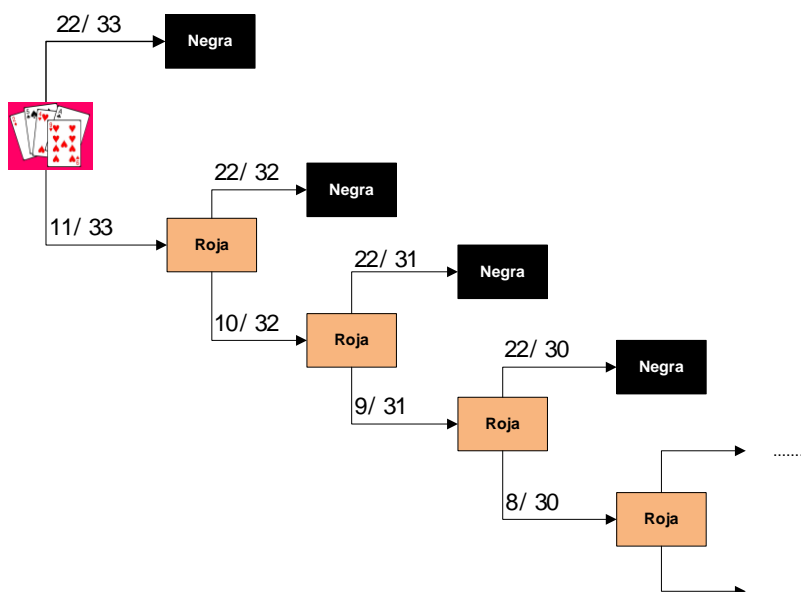 22/ 33
Negra
22/ 32
Negra
11/ 33
Roja
22/ 31
Negra
10/ 32
Roja
22/ 30
Negra
9/ 31
Roja
.......
8/ 30
Roja